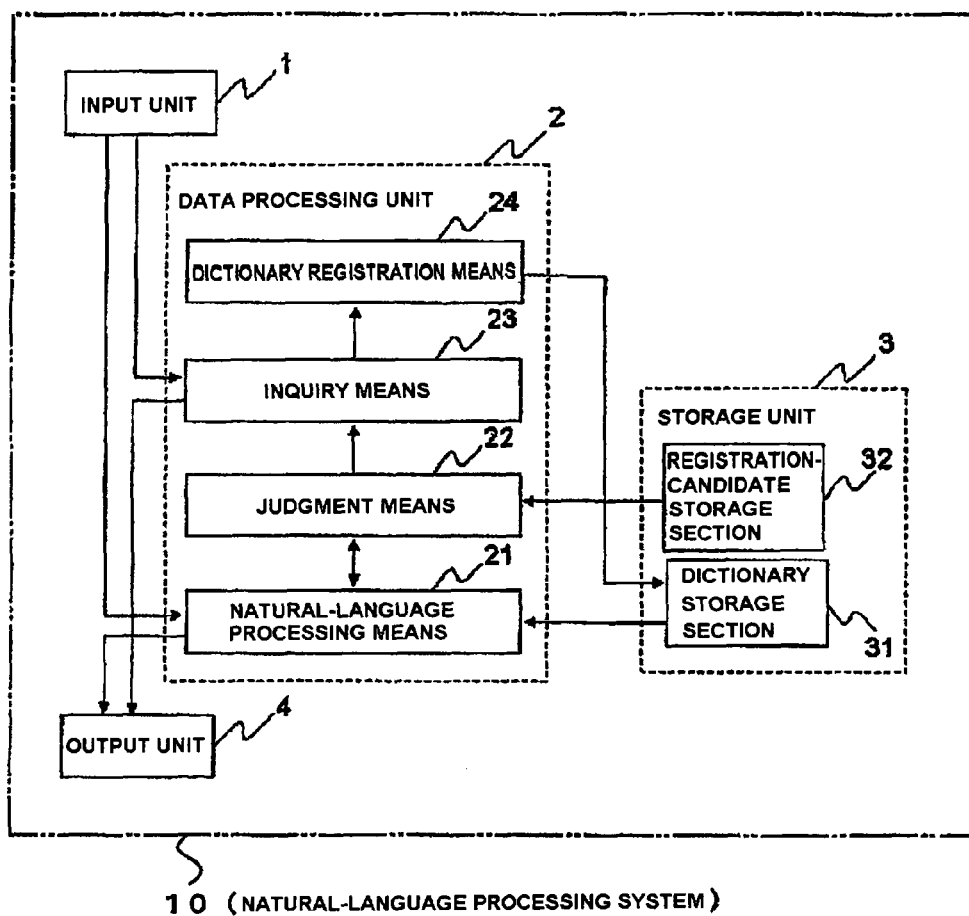 1
INPUT UNIT
2
DATA PROCESSING UNIT
24
DICTIONARY REGISTRATION MEANS
23
INQUIRY MEANS
3
STORAGE UNIT
22
JUDGMENT MEANS
REGISTRATION-
CANDIDATE
STORAGE
SECTION
32
21
NATURAL-LANGUAGE
PROCESSING MEANS
DICTIONARY
STORAGE
SECTION
31
4
OUTPUT UNIT
10 (NATURAL-LANGUAGE PROCESSING SYSTEM)